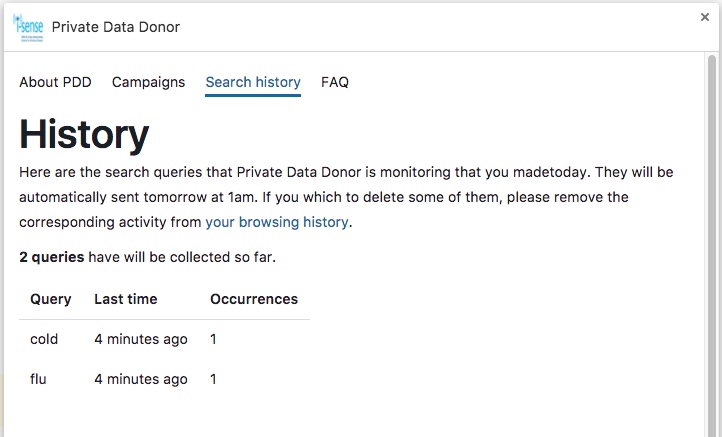 i-sense Private Data Donor
About PDD Campaigns Search history FAQ
History
Here are the search queries that Private Data Donor is monitoring that you madetoday. They will be
automatically sent tomorrow at 1am. If you which to delete some of them, please remove the
corresponding activity from your browsing history.
2 queries have will be collected so far.
Query Last time Occurrences
cold 4 minutes ago 1
flu 4 minutes ago 1